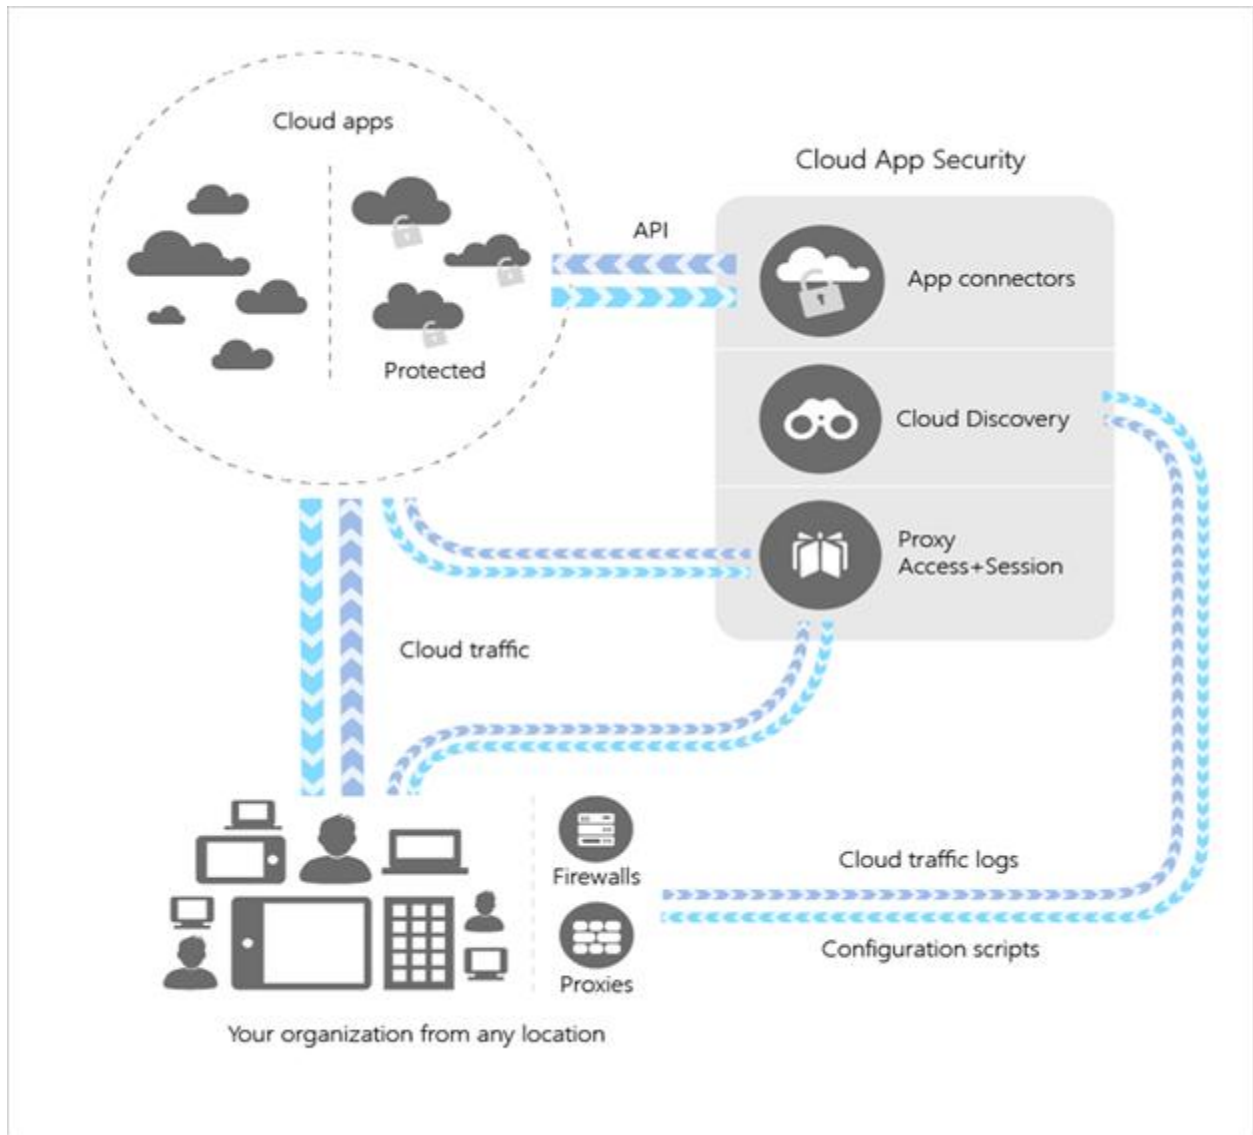 Cloud apps
Protected
API
Cloud App Security
App connectors
Cloud Discovery
Proxy
Access+Session
Cloud traffic
Firewalls
Proxies
Cloud traffic logs
Configuration scripts
Your organization from any location